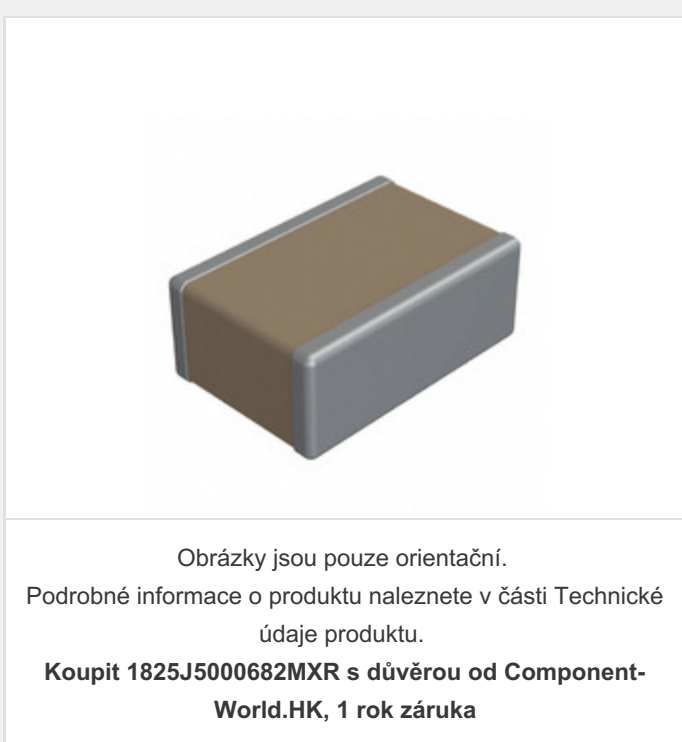 Obrázky jsou pouze orientační.
Podrobné informace o produktu naleznete v části Technické
údaje produktu.
Koupit 1825J5000682MXR s důvěrou od Component-
World.HK, 1 rok záruka